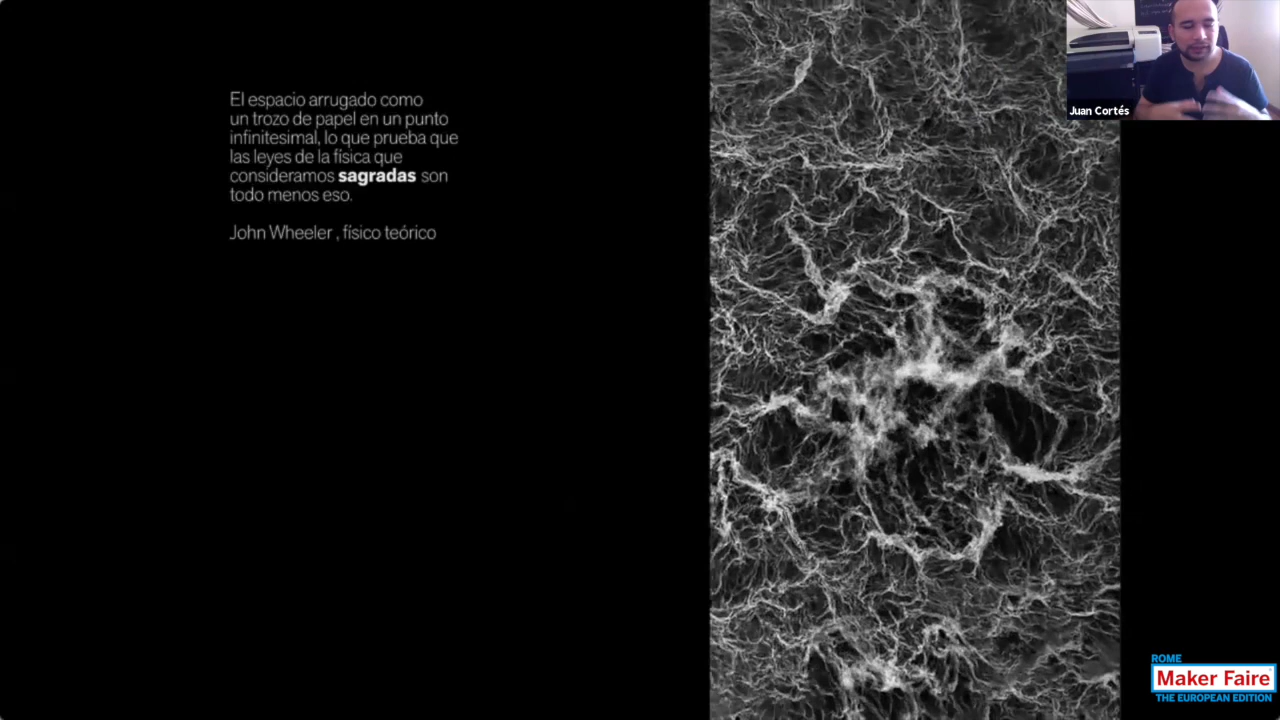 El espacio arrugado como
un trozo de papel en un punto
infinitesimal, lo que prueba que
las leyes de la física que
consideramos sagradas son
todo menos eso.
John Wheeler , físico teórico
Juan Cortés
ROME
Maker Faire
THE EUROPEAN EDITION